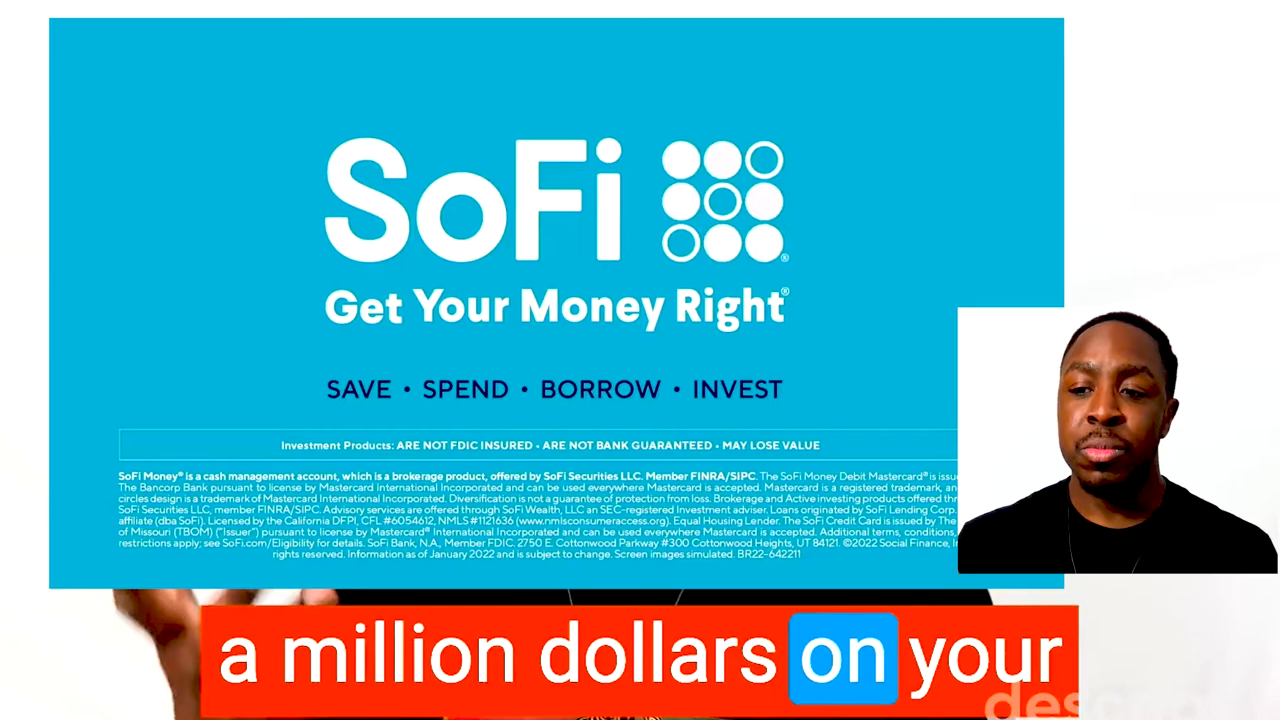 SoFi
®
Get Your Money Right®
SAVE • SPEND • BORROW • INVEST
Investment Products: ARE NOT FDIC INSURED • ARE NOT BANK GUARANTEED • MAY LOSE VALUE
SoFi Money® is a cash management account, which is a brokerage product, offered by SoFi Securities LLC. Member FINRA/SIPC. The SoFi Money Debit Mastercard® is issue
The Bancorp Bank pursuant to license by Mastercard International Incorporated and can be used everywhere Mastercard is accepted. Mastercard is a registered trademark, an
circles design is a trademark of Mastercard International Incorporated. Diversification is not a guarantee of protection from loss. Brokerage and Active investing products offered thr
SoFi Securities LLC, member FINRA/SIPC. Advisory services are offered through SoFi Wealth, LLC an SEC-registered Investment adviser. Loans originated by SoFi Lending Corp.
affiliate (dba SoFi). Licensed by the California DFPI, CFL #6054612, NMLS #1121636 (www.nmlsconsumeraccess.org). Equal Housing Lender. The SoFi Credit Card is issued by The
of Missouri (TBOM) ("Issuer") pursuant to license by Mastercard® International Incorporated and can be used everywhere Mastercard is accepted. Additional terms, conditions,
restrictions apply; see SoFi.com/Eligibility for details. SoFi Bank, N.A., Member FDIC. 2750 E. Cottonwood Parkway #300 Cottonwood Heights, UT 84121. ©2022 Social Finance, I
rights reserved. Information as of January 2022 and is subject to change. Screen images simulated. BR22-642211
a million dollars on your